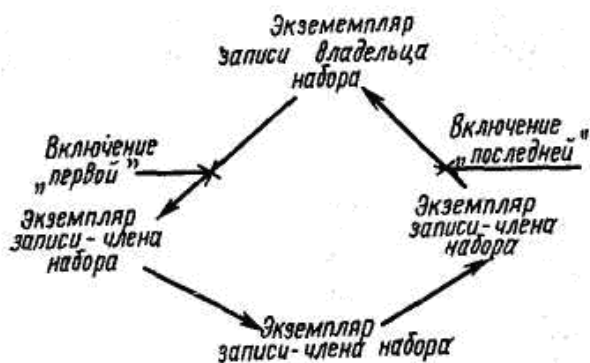 Экземемпляр
записи владельца
набора
Включение
„первой"
Включение
„последней"
Экземпляр
записи-члена
набора
Экземпляр
записи-члена
набора
Экземпляр
записи-члена набора